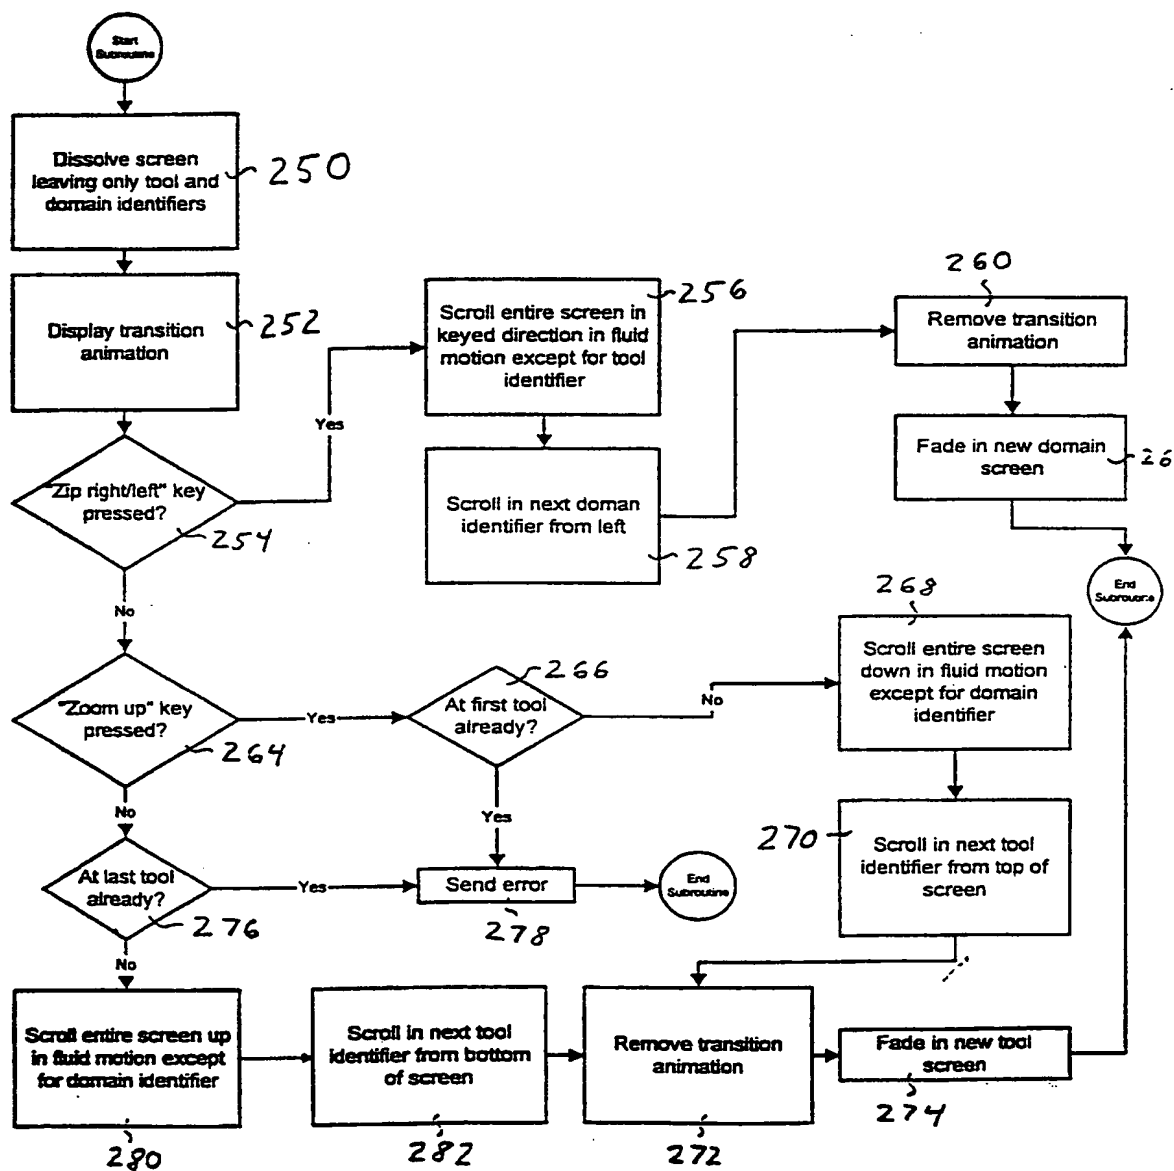 Start
Subroutine
Dissolve screen
leaving only tool and
domain identifiers
250
Display transition
animation
252
"Zip right/left" key
pressed?
254
Yes
No
Scroll entire screen in
keyed direction in fluid
motion except for tool
identifier
256
Scroll in next doman
identifier from left
258
260
Remove transition
animation
Fade in new domain
screen
26
End
Subroutine
"Zoom up" key
pressed?
264
Yes
No
At first tool
already?
266
No
Yes
268
Scroll entire screen
down in fluid motion
except for domain
identifier
270
Scroll in next tool
identifier from top of
screen
At last tool
already?
276
Yes
No
Send error
278
End
Subroutine
Scroll entire screen up
in fluid motion except
for domain identifier
280
Scroll in next tool
identifier from bottom
of screen
282
Remove transition
animation
272
Fade in new tool
screen
274